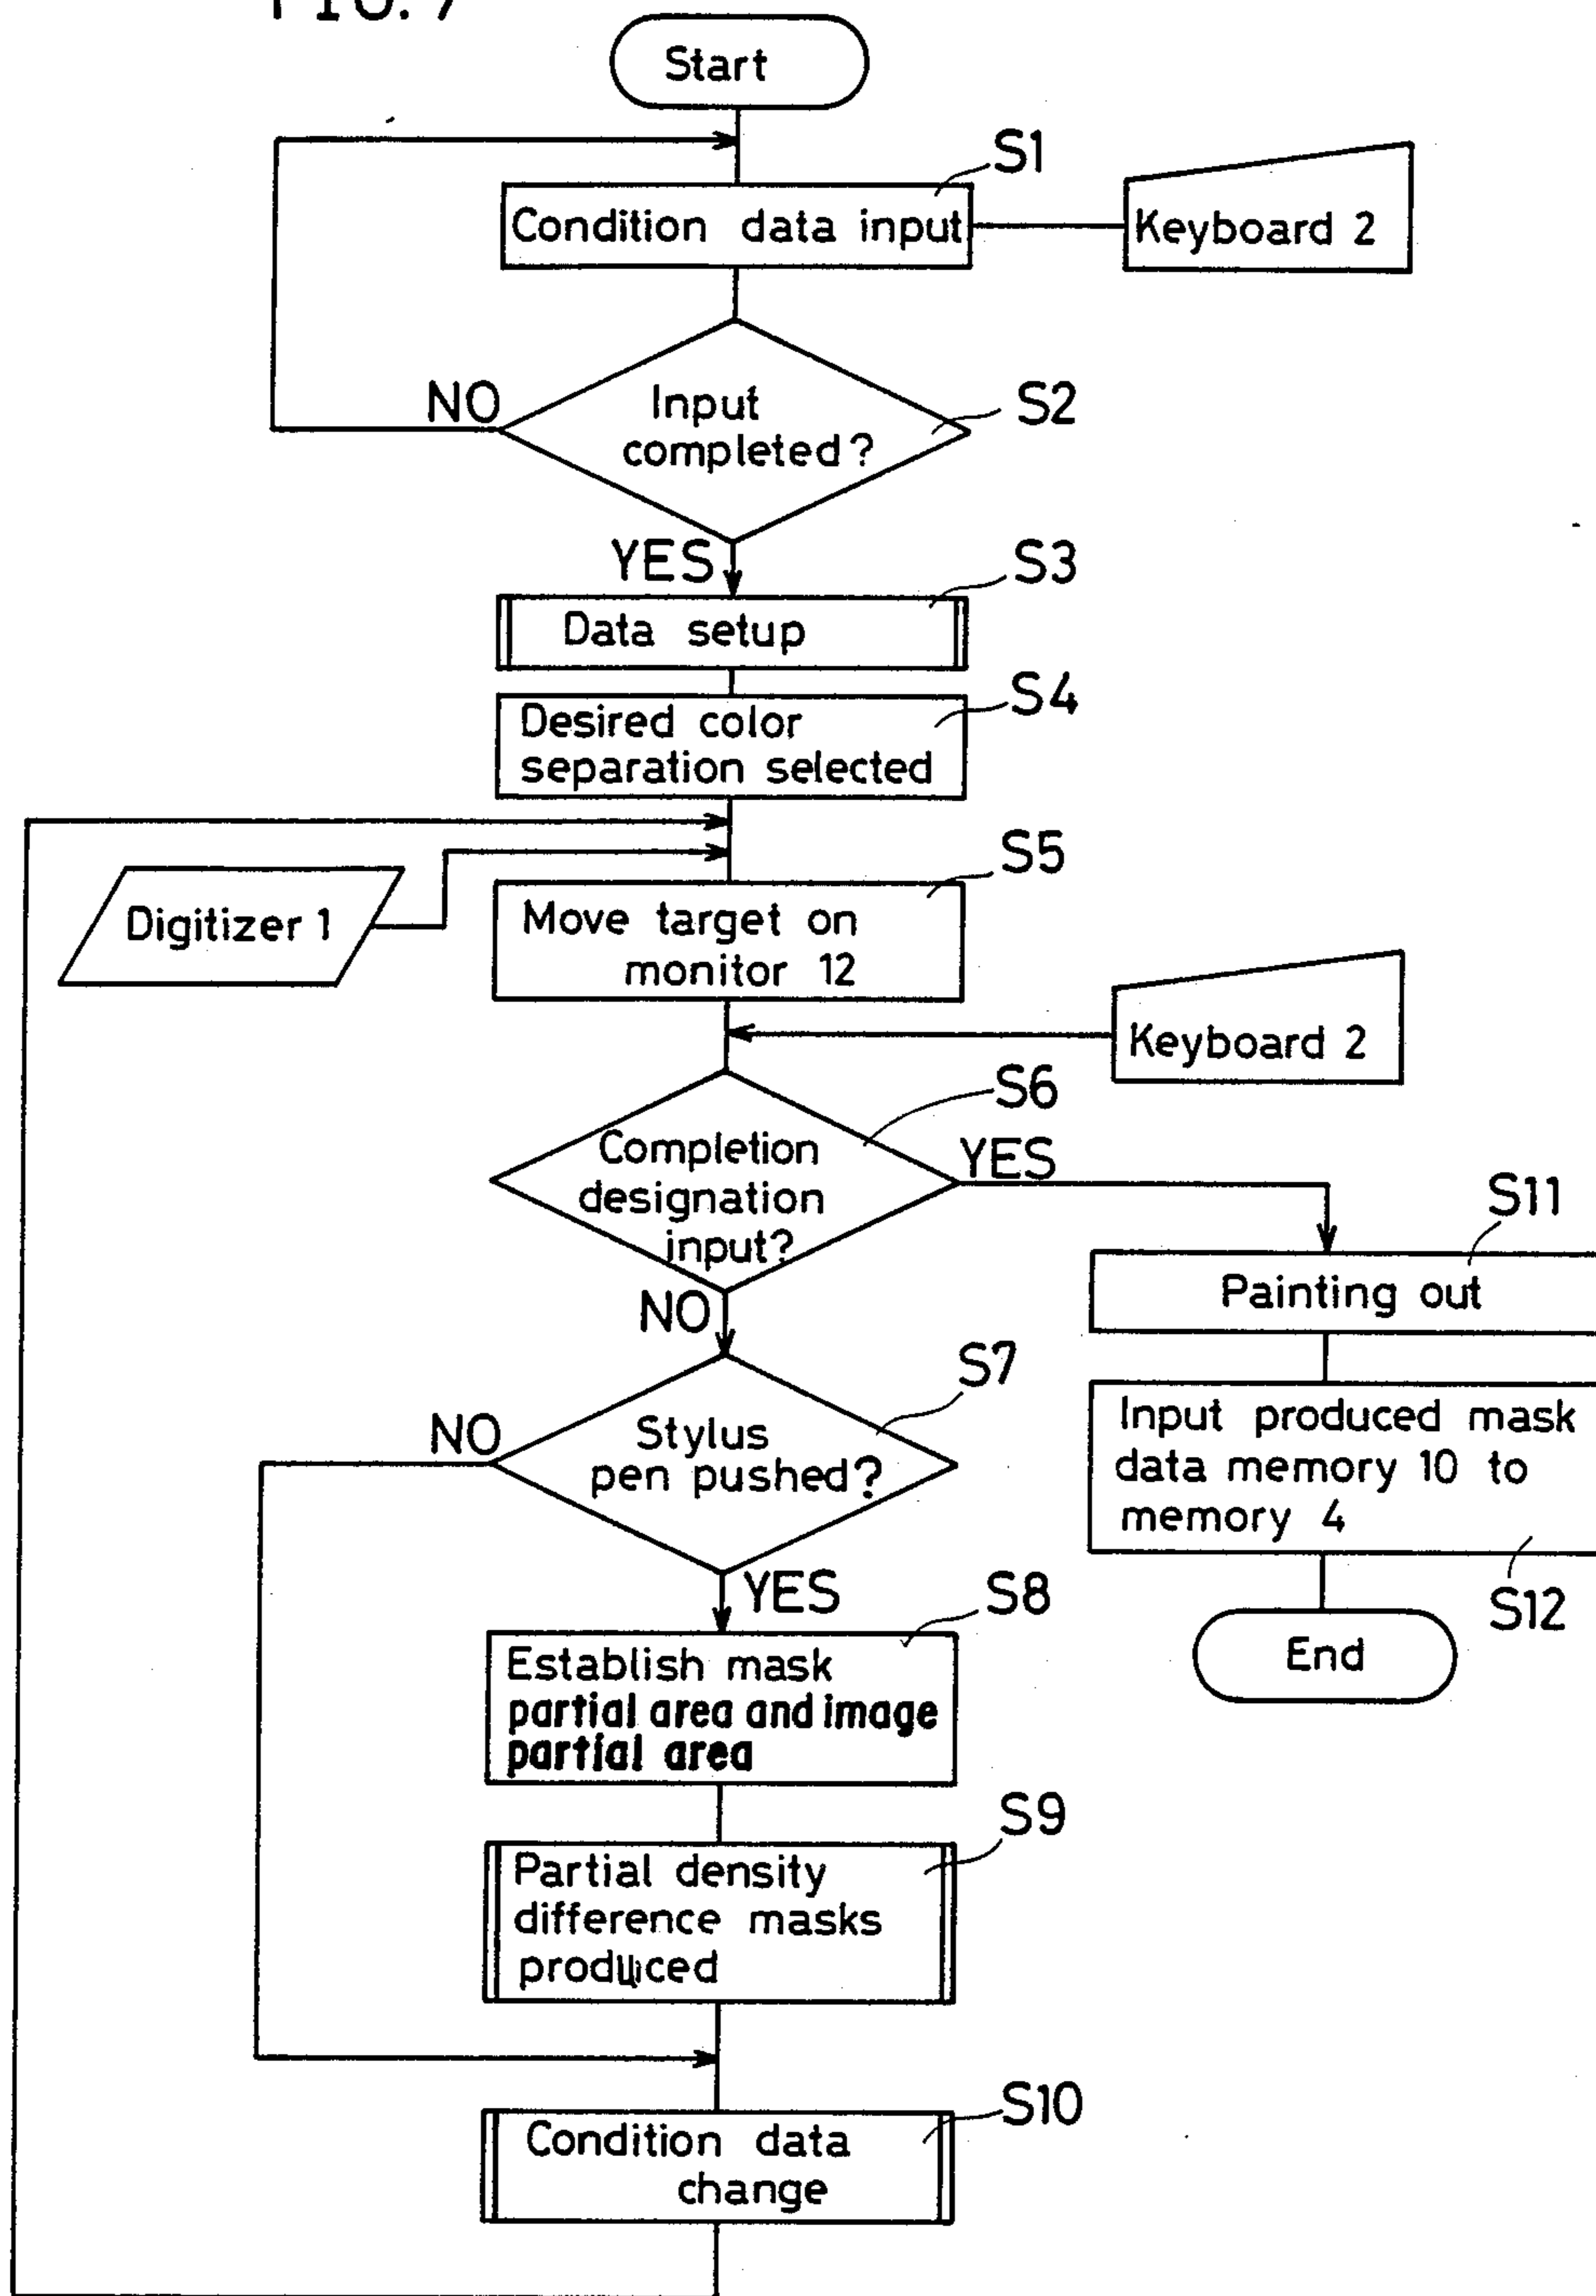 FIG. 7
Start
S1
Condition data input
Keyboard 2
NO
Input
completed?
S2
YES
S3
Data setup
S4
Desired color
separation selected
S5
Digitizer 1
Move target on
monitor 12
Keyboard 2
S6
Completion
designation
input?
YES
S11
NO
Painting out
S7
NO
Stylus
pen pushed?
Input produced mask
data memory 10 to
memory 4
YES
S8
S12
Establish mask
partial area and image
partial area
End
S9
Partial density
difference masks
produced
S10
Condition data
change